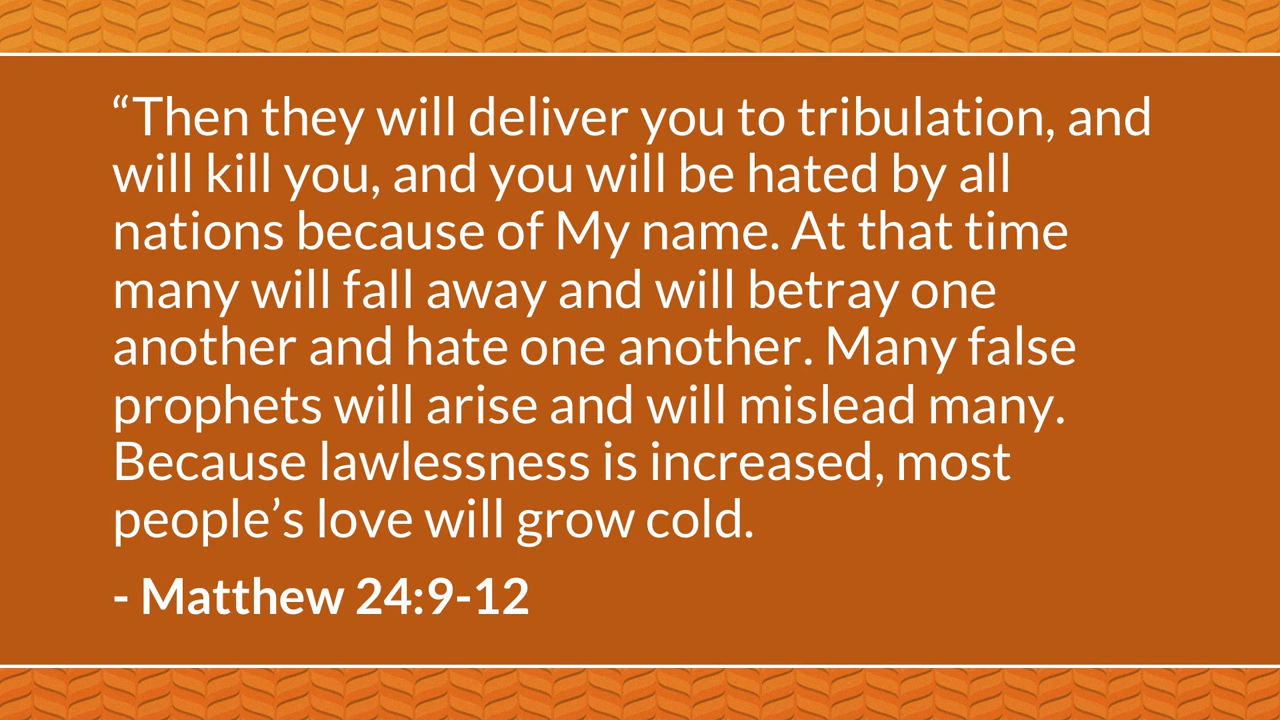 “Then they will deliver you to tribulation, and
will kill you, and you will be hated by all
nations because of My name. At that time
many will fall away and will betray one
another and hate one another. Many false
prophets will arise and will mislead many.
Because lawlessness is increased, most
people’s love will grow cold.
- Matthew 24:9-12